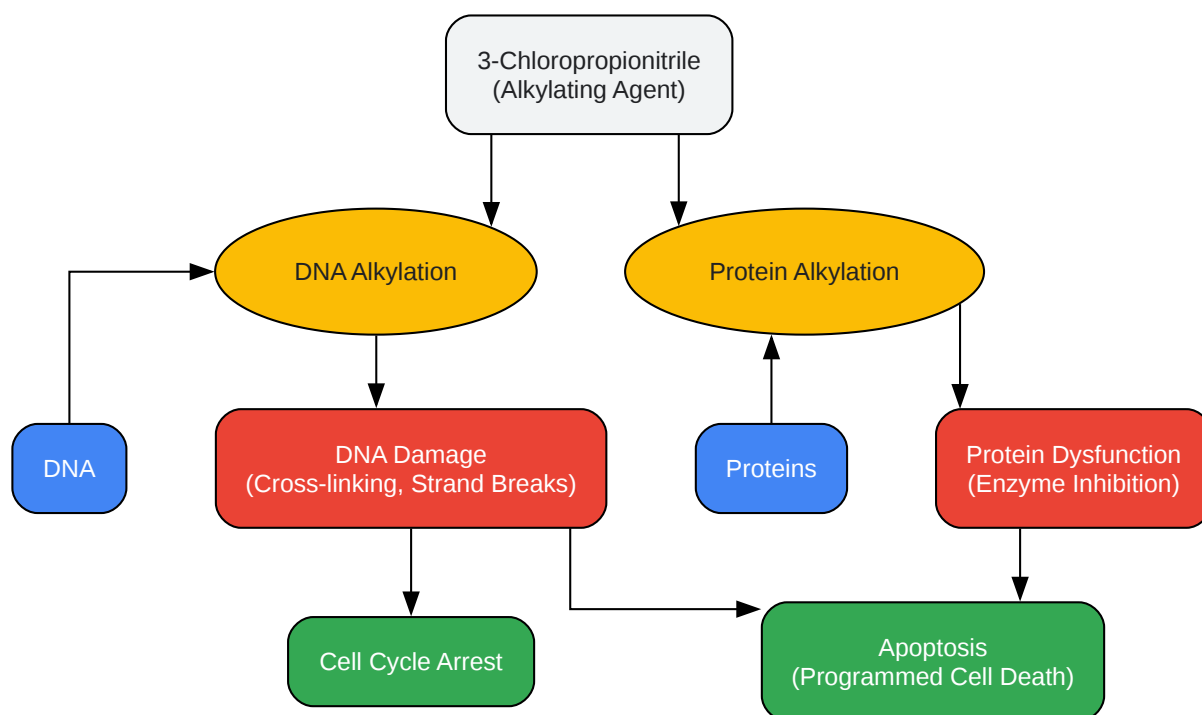 3-Chloropropionitrile
(Alkylating Agent)
DNA Alkylation
Protein Alkylation
DNA
DNA Damage
(Cross-linking, Strand Breaks)
Proteins
Protein Dysfunction
(Enzyme Inhibition)
Cell Cycle Arrest
Apoptosis
(Programmed Cell Death)